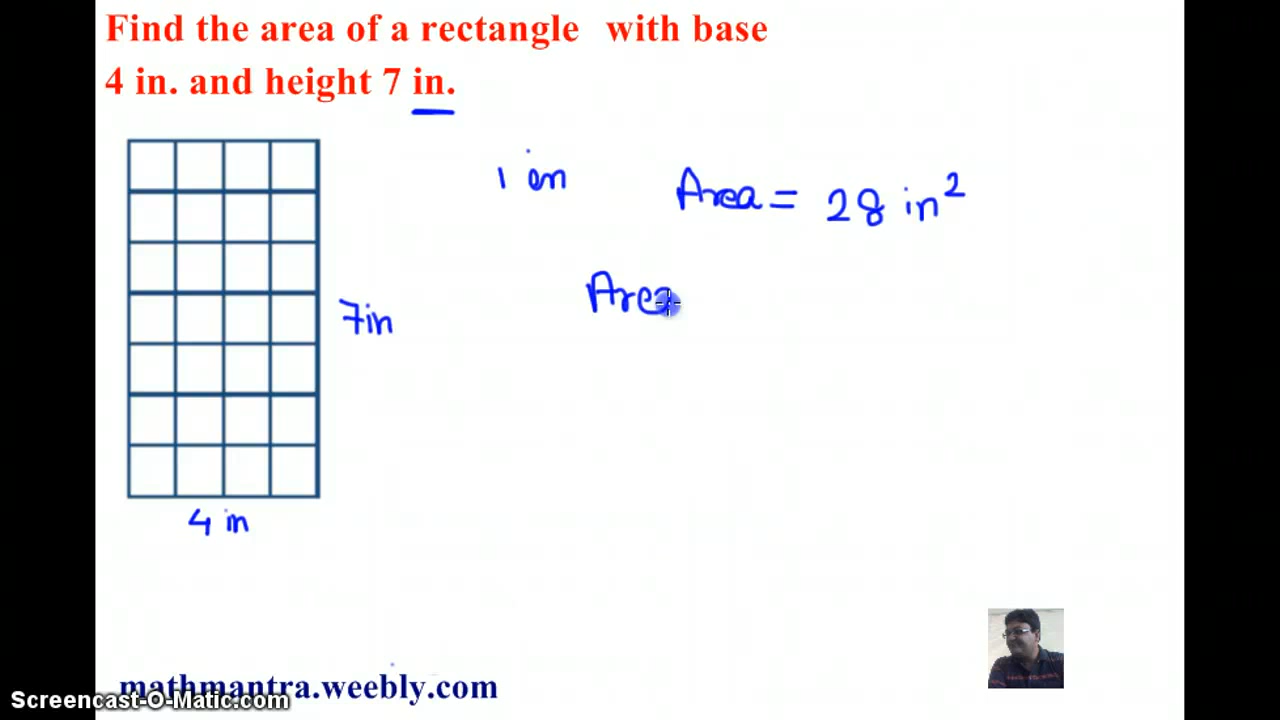 Find the area of a rectangle with base
4 in. and height 7 in.
1 in
Area = 28 in²
Area
7in
4 in
mathmantra.weebly.com
Screencast-O-Matic.com